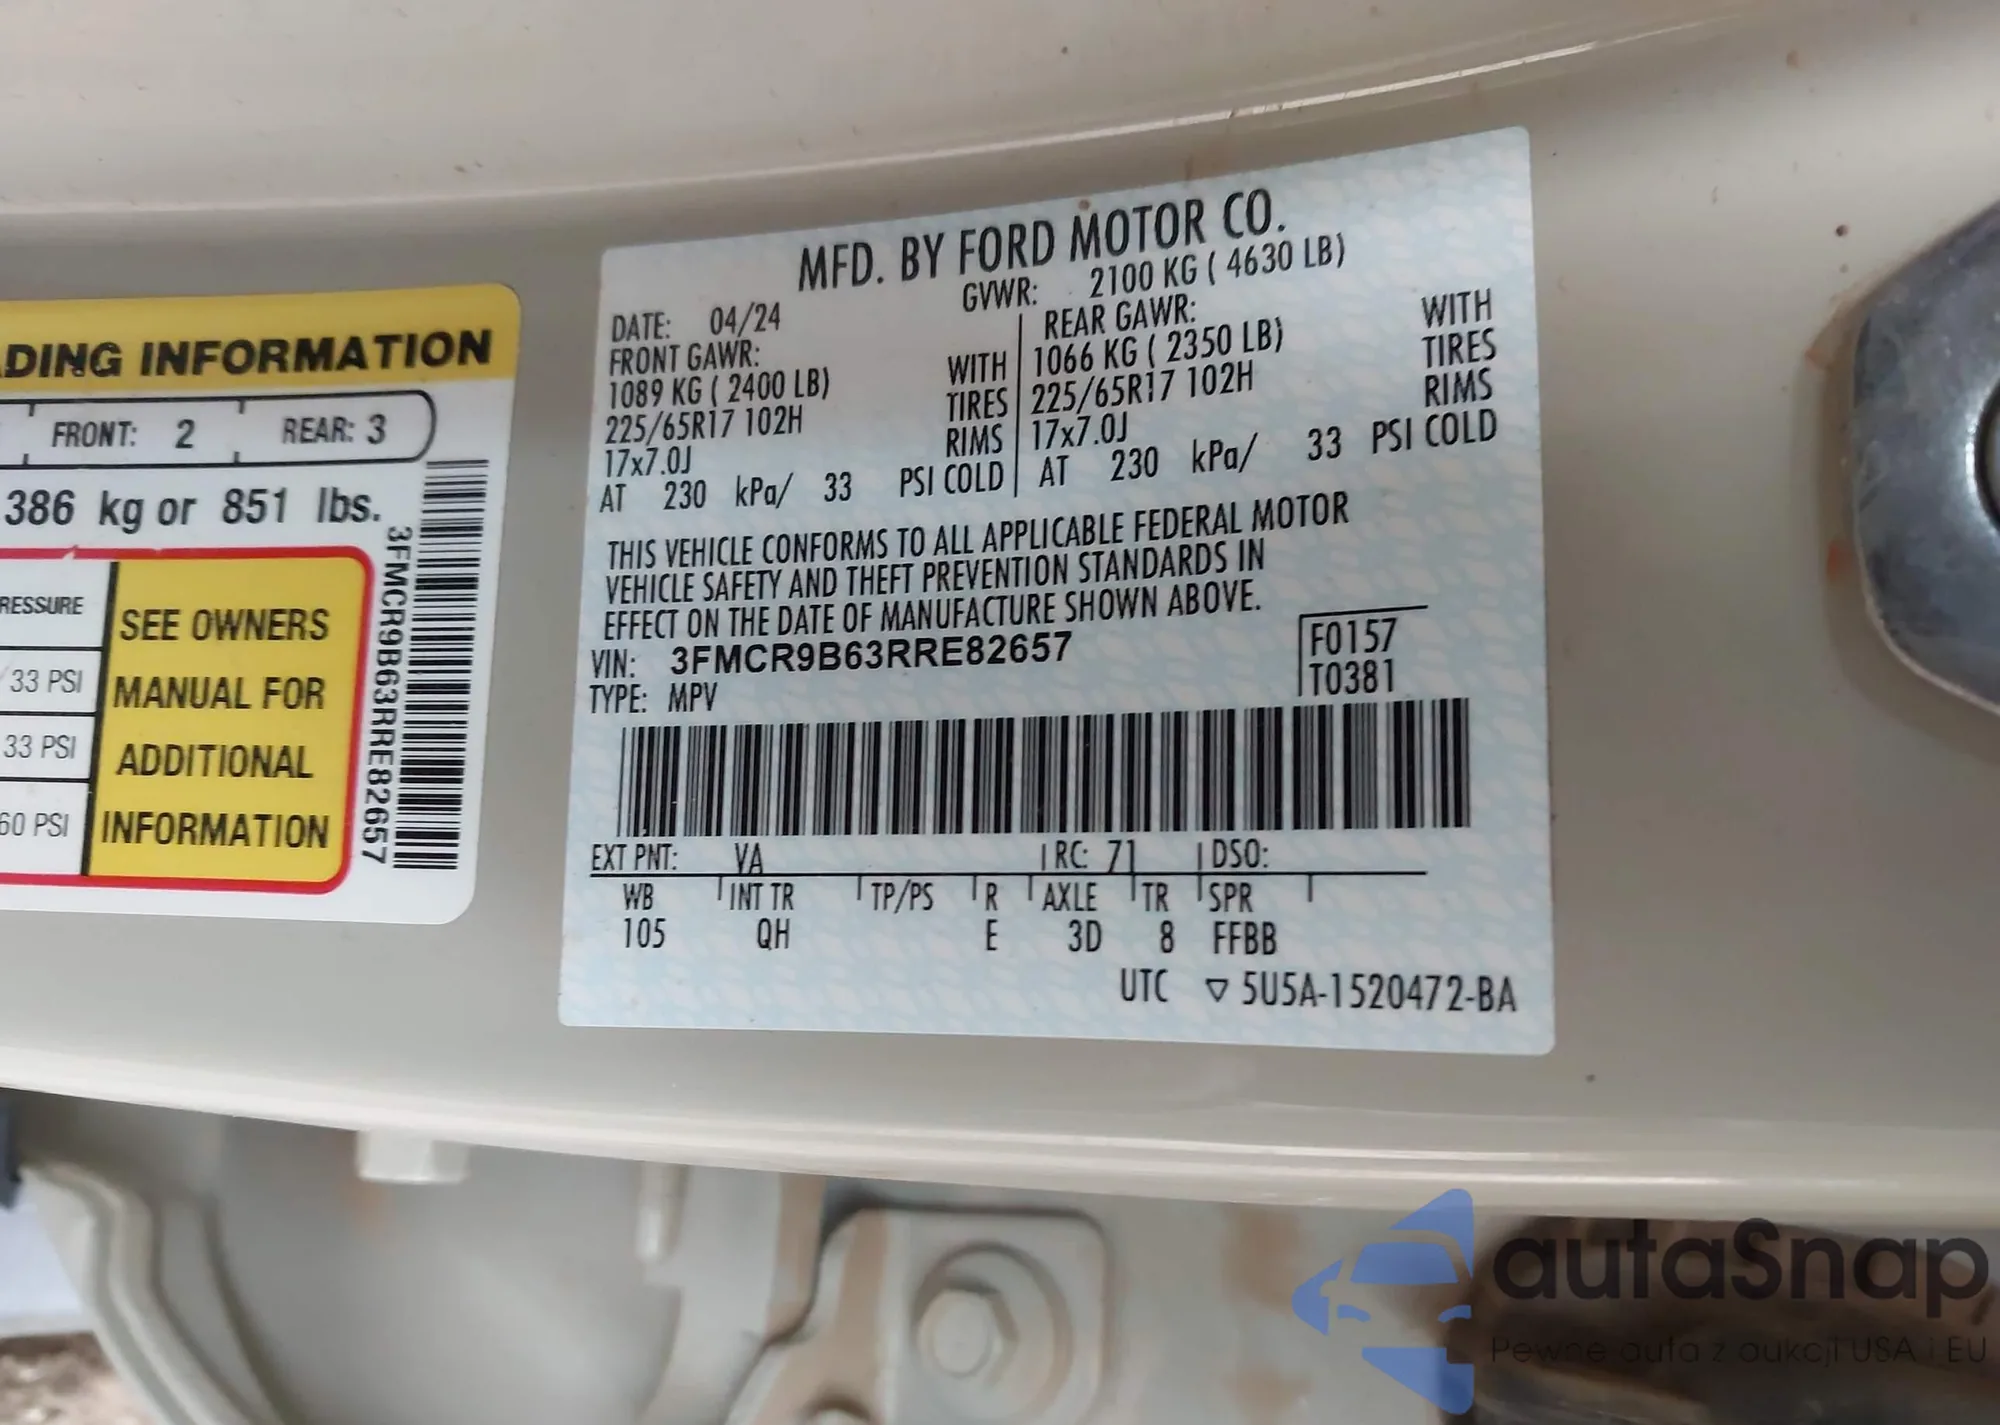 DING INFORMATION
FRONT: 2 REAR: 3
386 kg or 851 lbs.
RESSURE
33 PSI
33 PSI
60 PSI
SEE OWNERS
MANUAL FOR
ADDITIONAL
INFORMATION
3FMCR9B63RRE82657
MFD. BY FORD MOTOR CO.
DATE: 04/24 GVWR: 2100 KG ( 4630 LB)
FRONT GAWR: WITH
1089 KG ( 2400 LB) TIRES
225/65R17 102H RIMS
17x7.0J
AT 230 kPa/ 33 PSI COLD
REAR GAWR: WITH
1066 KG ( 2350 LB) TIRES
225/65R17 102H RIMS
17x7.0J
AT 230 kPa/ 33 PSI COLD
THIS VEHICLE CONFORMS TO ALL APPLICABLE FEDERAL MOTOR
VEHICLE SAFETY AND THEFT PREVENTION STANDARDS IN
EFFECT ON THE DATE OF MANUFACTURE SHOWN ABOVE.
VIN: 3FMCR9B63RRE82657
TYPE: MPV
F0157
T0381
EXT PNT: VA RC: 71 DSO:
WB INT TR TP/PS R AXLE TR SPR
105 QH E 3D 8 FFBB
UTC ▽ 5U5A-1520472-BA
autaSnap
Pewne auta z aukcji USA i EU